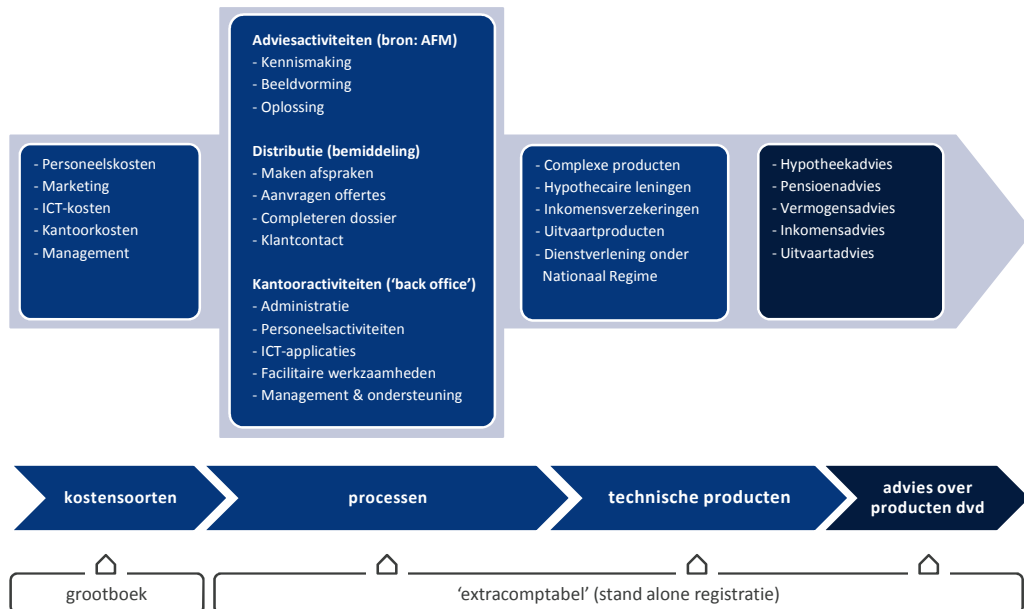 - Personeelskosten
- Marketing
- ICT-kosten
- Kantoorkosten
- Management
Adviesactiviteiten (bron: AFM)
- Kennismaking
- Beeldvorming
- Oplossing
Distributie (bemiddeling)
- Maken afspraken
- Aanvragen offertes
- Completeren dossier
- Klantcontact
Kantooractiviteiten (‘back office’)
- Administratie
- Personeelsactiviteiten
- ICT-applicaties
- Facilitaire werkzaamheden
- Management & ondersteuning
- Complexe producten
- Hypothecaire leningen
- Inkomensverzekeringen
- Uitvaartproducten
- Dienstverlening onder
Nationaal Regime
- Hypotheekadvies
- Pensioenadvies
- Vermogensadvies
- Inkomensadvies
- Uitvaartadvies
kostensoorten
processen
technische producten
advies over
producten dvd
grootboek
‘extracomptabel’ (stand alone registratie)